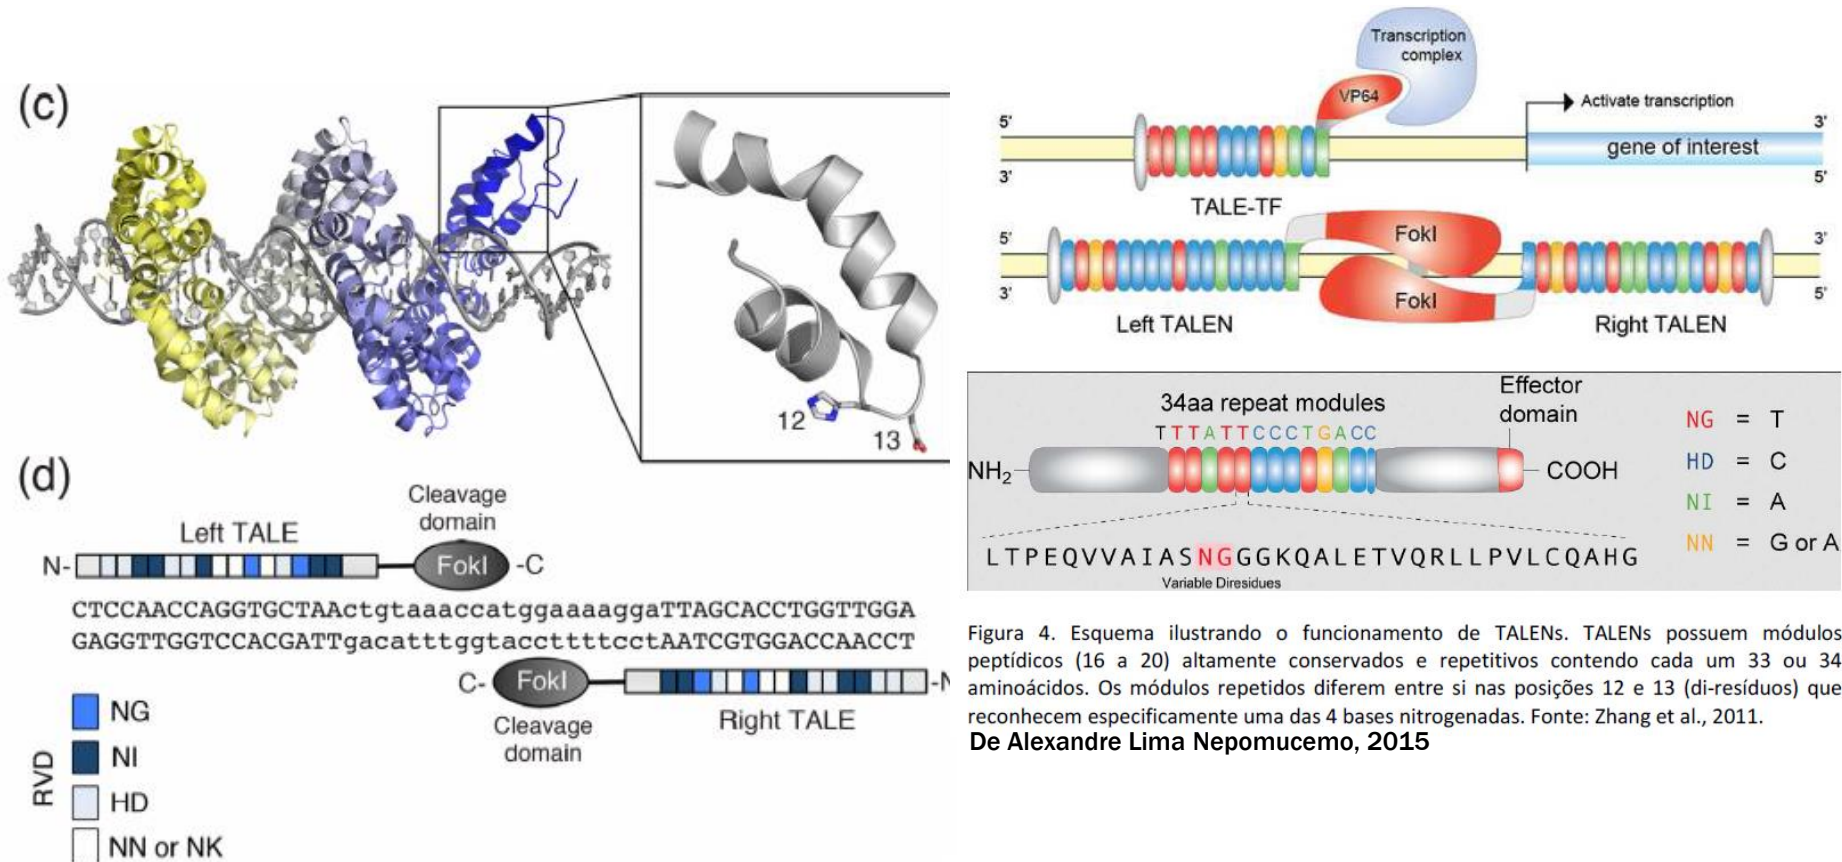 (c)
12
13
(d)
Left TALE
Cleavage
domain
N-
FokI
-C
CTCCAACCAGGTGCTAActgtaaaccatggaaaaggaTTAGCACCTGGTTGGA
GAGGTTGGTCCACGATTgacatttggtaccttttcctAATCGTGGACCAACCT
C-
FokI
-N
Cleavage
domain
Right TALE
RVD
NG
NI
HD
NN or NK
Transcription
complex
VP64
Activate transcription
5'
3'
gene of interest
3'
5'
TALE-TF
5'
FokI
3'
3'
FokI
5'
Left TALEN
Right TALEN
34aa repeat modules
Effector
domain
TTTATTCCCTGACC
NH2
COOH
NG = T
HD = C
NI = A
NN = G or A
LTPEQVVAIASNGGGKQALETVQRLLPVLCQAHG
Variable Diresidues
Figura 4. Esquema ilustrando o funcionamento de TALENs. TALENs possuem módulos
peptídicos (16 a 20) altamente conservados e repetitivos contendo cada um 33 ou 34
aminoácidos. Os módulos repetidos diferem entre si nas posições 12 e 13 (di-resíduos) que
reconhecem especificamente uma das 4 bases nitrogenadas. Fonte: Zhang et al., 2011.
De Alexandre Lima Nepomucemo, 2015